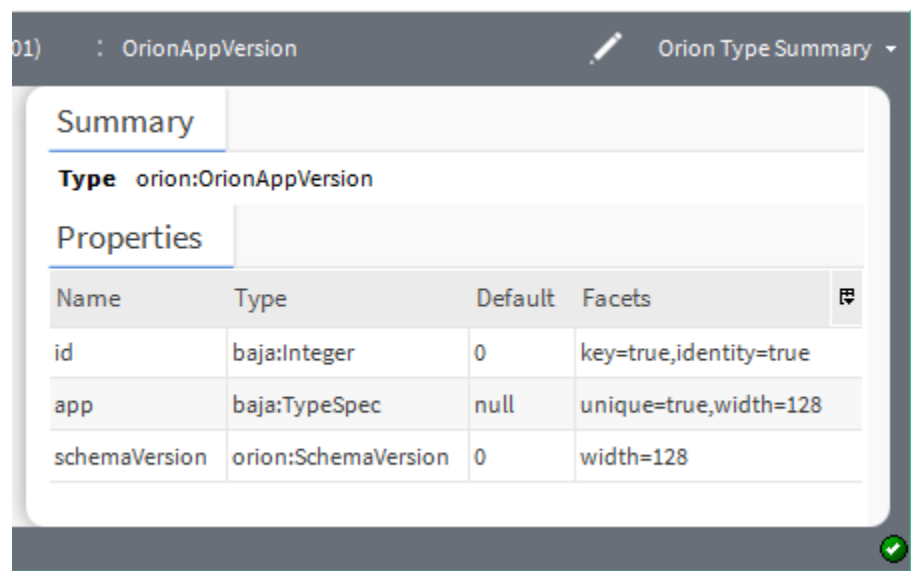 01) : OrionAppVersion Orion Type Summary
Summary
Type orion:OrionAppVersion
Properties
Name Type Default Facets
id baja:Integer 0 key=true,identity=true
app baja:TypeSpec null unique=true,width=128
schemaVersion orion:SchemaVersion 0 width=128